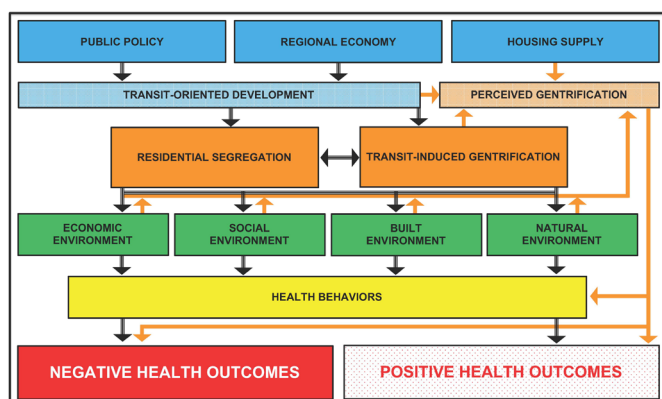 PUBLIC POLICY
REGIONAL ECONOMY
HOUSING SUPPLY
TRANSIT-ORIENTED DEVELOPMENT
PERCEIVED GENTRIFICATION
RESIDENTIAL SEGREGATION
TRANSIT-INDUCED GENTRIFICATION
ECONOMIC
ENVIRONMENT
SOCIAL
ENVIRONMENT
BUILT
ENVIRONMENT
NATURAL
ENVIRONMENT
HEALTH BEHAVIORS
NEGATIVE HEALTH OUTCOMES
POSITIVE HEALTH OUTCOMES